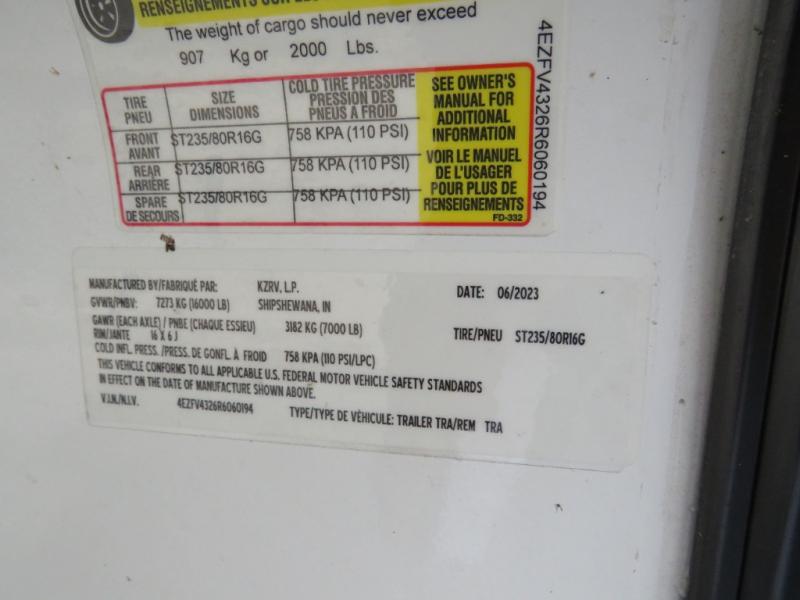 RENSEIGNEMENTS SUR LES
The weight of cargo should never exceed
907 Kg or 2000 Lbs.
TIRE PNEU
SIZE DIMENSIONS
COLD TIRE PRESSURE
PRESSION DES
PNEUS A FROID
FRONT AVANT ST235/80R16G 758 KPA (110 PSI)
REAR ARRIÈRE ST235/80R16G 758 KPA (110 PSI)
SPARE DE SECOURS ST235/80R16G 758 KPA (110 PSI)
SEE OWNER'S
MANUAL FOR
ADDITIONAL
INFORMATION
VOIR LE MANUEL
DE L'USAGER
POUR PLUS DE
RENSEIGNEMENTS
FD-332
4EZFV4326R6060194
MANUFACTURED BY/FABRIQUÉ PAR: KZRV, L.P. DATE: 06/2023
GVWR/PNBV: 7273 KG (16000 LB) SHIPSHEWANA, IN
GAWR (EACH AXLE) / PNBE (CHAQUE ESSIEU) 3182 KG (7000 LB) TIRE/PNEU ST235/80R16G
RIM/JANTE 16 X 6 J
COLD INFL. PRESS. /PRESS. DE GONFL. À FROID 758 KPA (110 PSI/LPC)
THIS VEHICLE CONFORMS TO ALL APPLICABLE U.S. FEDERAL MOTOR VEHICLE SAFETY STANDARDS
IN EFFECT ON THE DATE OF MANUFACTURE SHOWN ABOVE.
V.I.N./N.I.V. 4EZFV4326R6060194 TYPE/TYPE DE VÉHICULE: TRAILER TRA/REM TRA